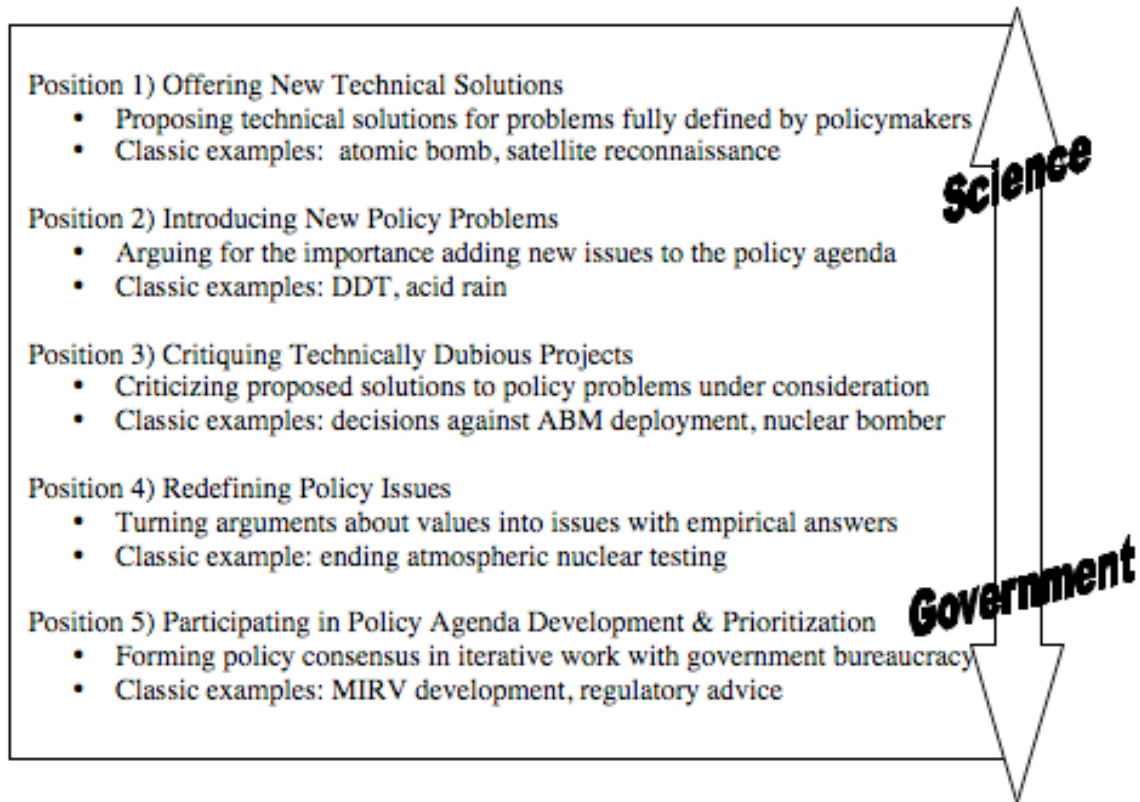 Position 1) Offering New Technical Solutions
• Proposing technical solutions for problems fully defined by policymakers
• Classic examples: atomic bomb, satellite reconnaissance
Science
Position 2) Introducing New Policy Problems
• Arguing for the importance adding new issues to the policy agenda
• Classic examples: DDT, acid rain
Position 3) Critiquing Technically Dubious Projects
• Criticizing proposed solutions to policy problems under consideration
• Classic examples: decisions against ABM deployment, nuclear bomber
Position 4) Redefining Policy Issues
• Turning arguments about values into issues with empirical answers
• Classic example: ending atmospheric nuclear testing
Government
Position 5) Participating in Policy Agenda Development & Prioritization
• Forming policy consensus in iterative work with government bureaucracy
• Classic examples: MIRV development, regulatory advice